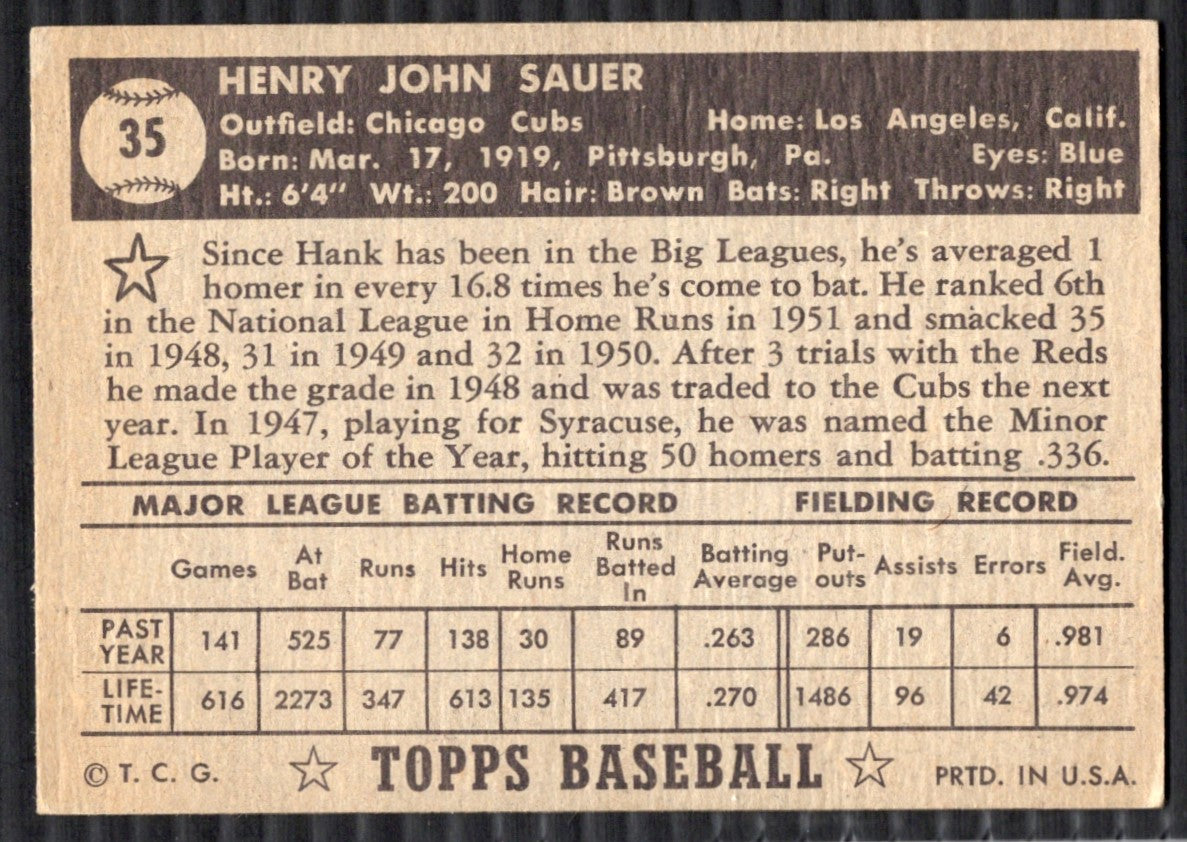 35
HENRY JOHN SAUER
Outfield: Chicago Cubs Home: Los Angeles, Calif.
Born: Mar. 17, 1919, Pittsburgh, Pa. Eyes: Blue
Ht.: 6'4" Wt.: 200 Hair: Brown Bats: Right Throws: Right
Since Hank has been in the Big Leagues, he's averaged 1
homer in every 16.8 times he's come to bat. He ranked 6th
in the National League in Home Runs in 1951 and smacked 35
in 1948, 31 in 1949 and 32 in 1950. After 3 trials with the Reds
he made the grade in 1948 and was traded to the Cubs the next
year. In 1947, playing for Syracuse, he was named the Minor
League Player of the Year, hitting 50 homers and batting .336.
MAJOR LEAGUE BATTING RECORD FIELDING RECORD
Games At Bat Runs Hits Home Runs Runs Batted In Batting Average Put-outs Assists Errors Field. Avg.
PAST YEAR 141 525 77 138 30 89 .263 286 19 6 .981
LIFE-TIME 616 2273 347 613 135 417 .270 1486 96 42 .974
© T. C. G. TOPPS BASEBALL PRTD. IN U.S.A.